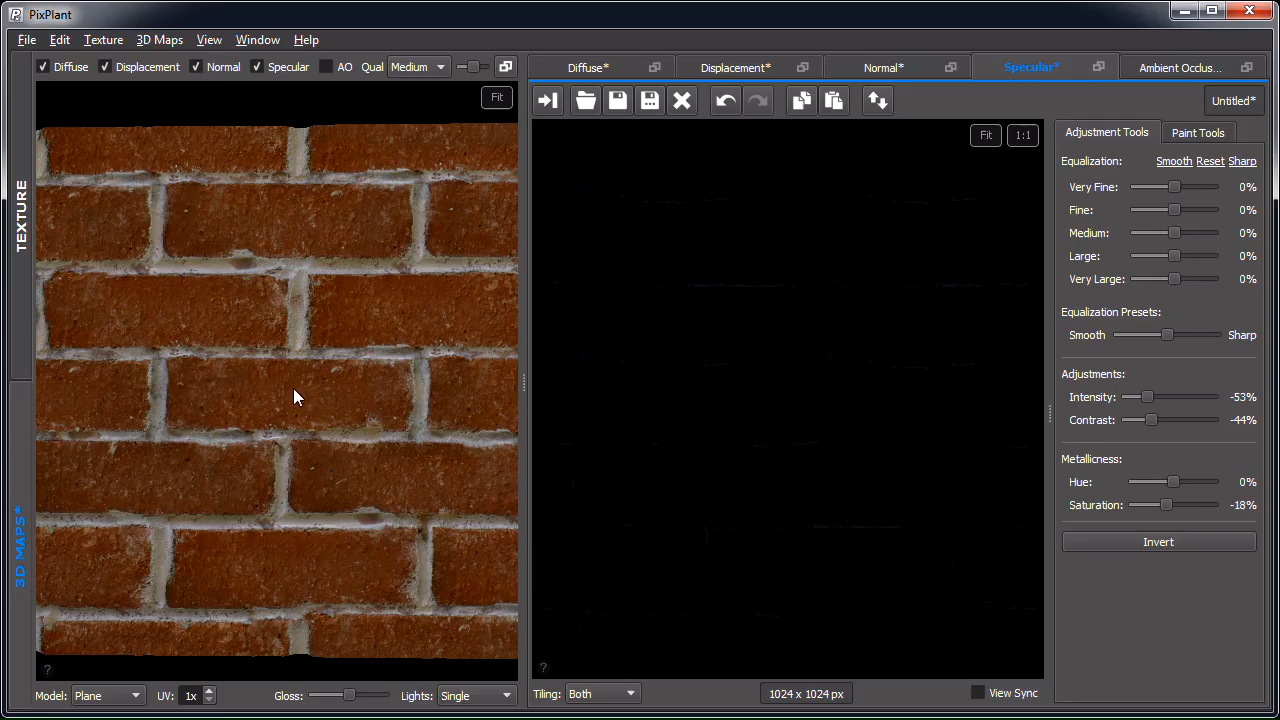 PixPlant
File Edit Texture 3D Maps View Window Help
Diffuse Displacement Normal Specular AO Qual Medium
Diffuse* Displacement* Normal* Specular* Ambient Occlus...
Untitled*
Fit
Fit 1:1
TEXTURE
3D MAPS*
Adjustment Tools Paint Tools
Equalization: Smooth Reset Sharp
Very Fine: 0%
Fine: 0%
Medium: 0%
Large: 0%
Very Large: 0%
Equalization Presets:
Smooth Sharp
Adjustments:
Intensity: -53%
Contrast: -44%
Metallicness:
Hue: 0%
Saturation: -18%
Invert
? ?
Model: Plane UV: 1x Gloss: Lights: Single
Tiling: Both 1024 x 1024 px View Sync